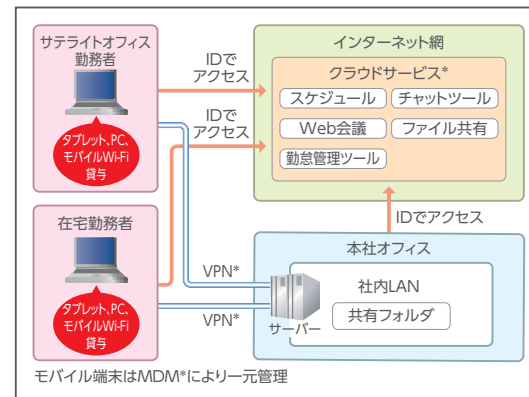 サテライトオフィス
勤務者
タブレット、PC、
モバイルWi-Fi
貸与
IDで
アクセス
IDで
アクセス
インターネット網
クラウドサービス*
スケジュール
チャットツール
Web会議
ファイル共有
勤怠管理ツール
IDでアクセス
在宅勤務者
タブレット、PC、
モバイルWi-Fi
貸与
VPN*
VPN*
本社オフィス
社内LAN
共有フォルダ
サーバー
モバイル端末はMDM*により一元管理